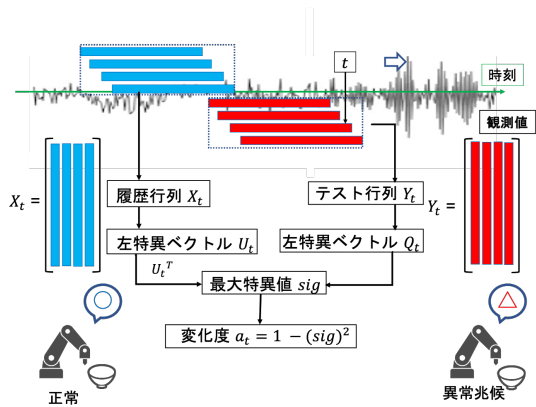 t
時刻
観測値
X_t =
履歴行列 X_t
テスト行列 Y_t
Y_t =
左特異ベクトル U_t
左特異ベクトル Q_t
U_t^T
最大特異値 sig
変化度 a_t = 1 − (sig)^2
正常
異常兆候